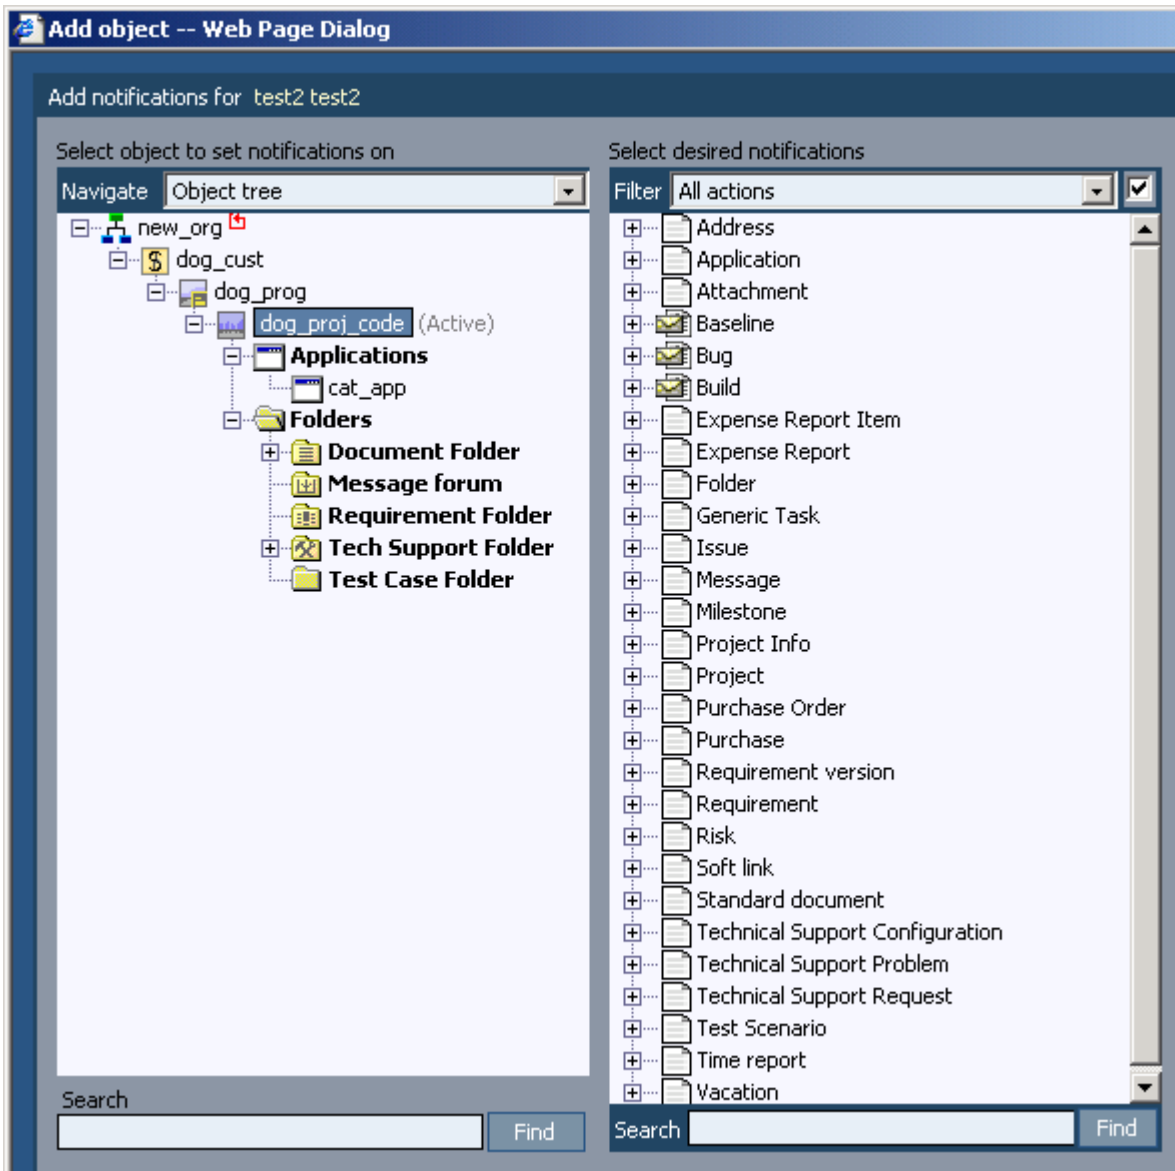 Add object -- Web Page Dialog
Add notifications for test2 test2
Select object to set notifications on
Navigate Object tree
new_org
dog_cust
dog_prog
dog_proj_code (Active)
Applications
cat_app
Folders
Document Folder
Message forum
Requirement Folder
Tech Support Folder
Test Case Folder
Search
Find
Select desired notifications
Filter All actions
Address
Application
Attachment
Baseline
Bug
Build
Expense Report Item
Expense Report
Folder
Generic Task
Issue
Message
Milestone
Project Info
Project
Purchase Order
Purchase
Requirement version
Requirement
Risk
Soft link
Standard document
Technical Support Configuration
Technical Support Problem
Technical Support Request
Test Scenario
Time report
Vacation
Search Find